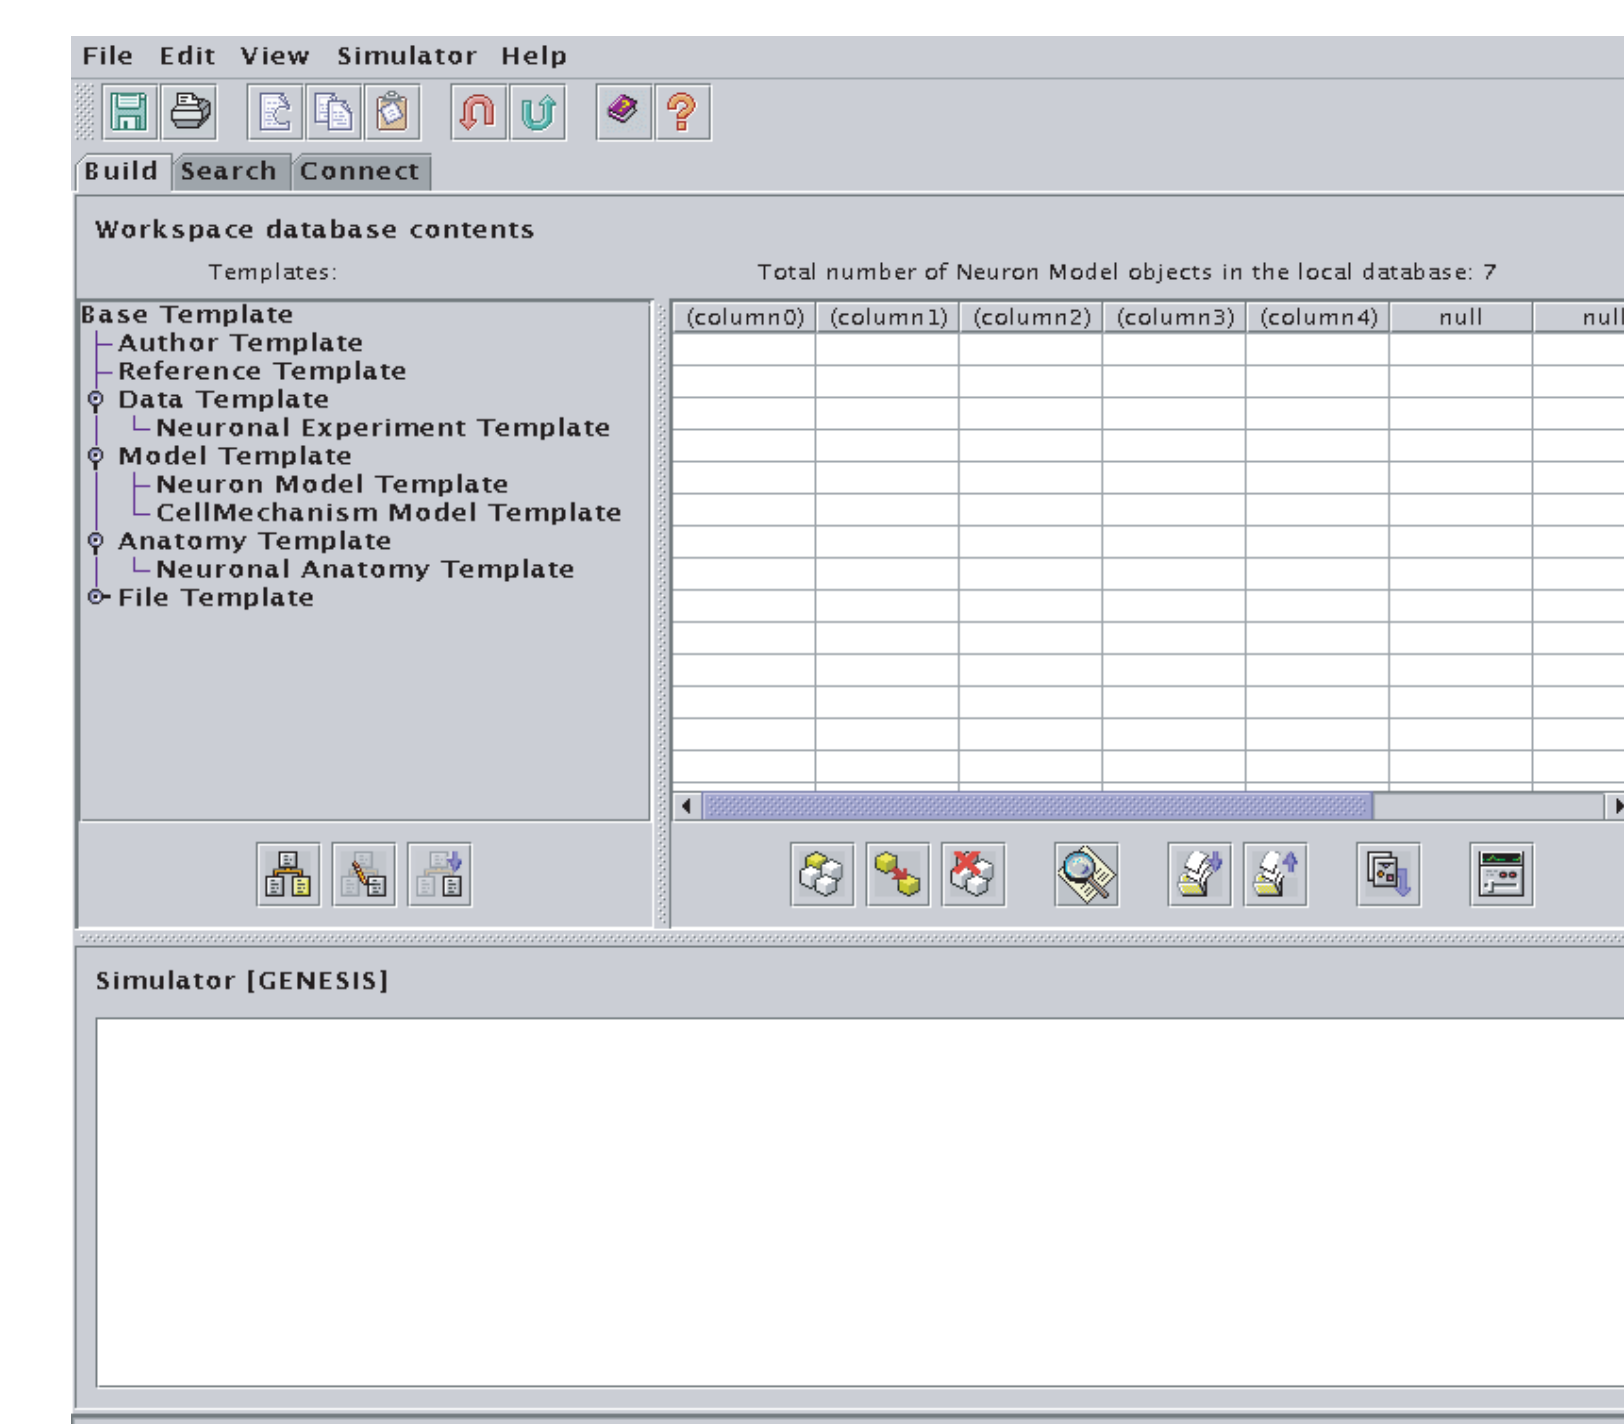 File Edit View Simulator Help
Build Search Connect
Workspace database contents
Templates:
Total number of Neuron Model objects in the local database: 7
Base Template
Author Template
Reference Template
Data Template
Neuronal Experiment Template
Model Template
Neuron Model Template
CellMechanism Model Template
Anatomy Template
Neuronal Anatomy Template
File Template
(column0) (column1) (column2) (column3) (column4) null null
Simulator [GENESIS]